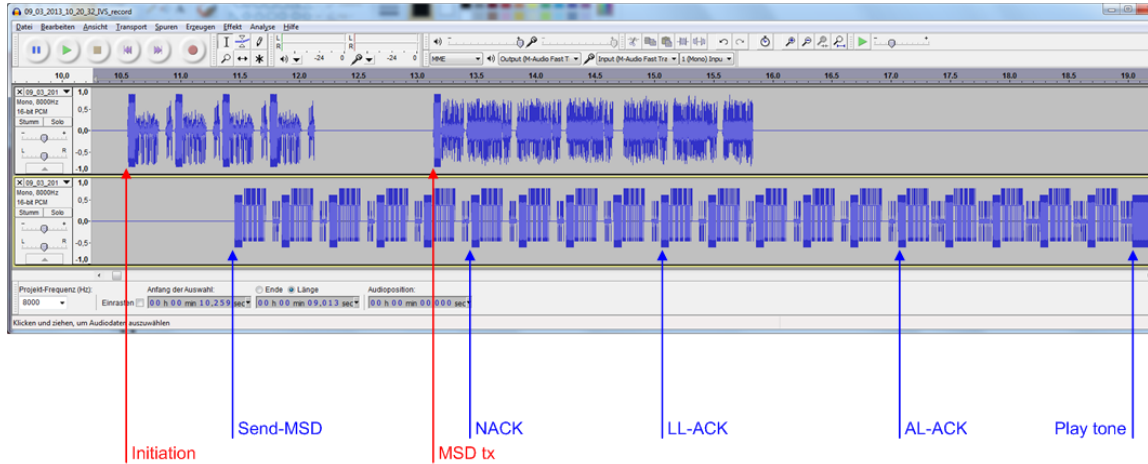 09_03_2013_10_20_32_IVS_record
Datei Bearbeiten Ansicht Transport Spuren Erzeugen Effekt Analyse Hilfe
L
R
L
R
-24 0
-24 0
MME
Output (M-Audio Fast T
Input (M-Audio Fast Tra
1 (Mono) Inpu
10,0 10,5 11,0 11,5 12,0 12,5 13,0 13,5 14,0 14,5 15,0 15,5 16,0 16,5 17,0 17,5 18,0 18,5 19,0
X 09_03_201
Mono, 8000Hz
16-bit PCM
Stumm Solo
- +
L R
1,0
0,5-
0,0-
-0,5-
-1,0
X 09_03_201
Mono, 8000Hz
16-bit PCM
Stumm Solo
- +
L R
1,0
0,5-
0,0-
-0,5-
-1,0
Projekt-Frequenz (Hz): Anfang der Auswahl: Ende Länge Audioposition:
8000 Einrasten 00 h 00 min 10,259 sec 00 h 00 min 09,013 sec 00 h 00 min 00,000 sec
Klicken und ziehen, um Audiodaten auszuwählen
Send-MSD NACK LL-ACK AL-ACK Play tone
Initiation MSD tx